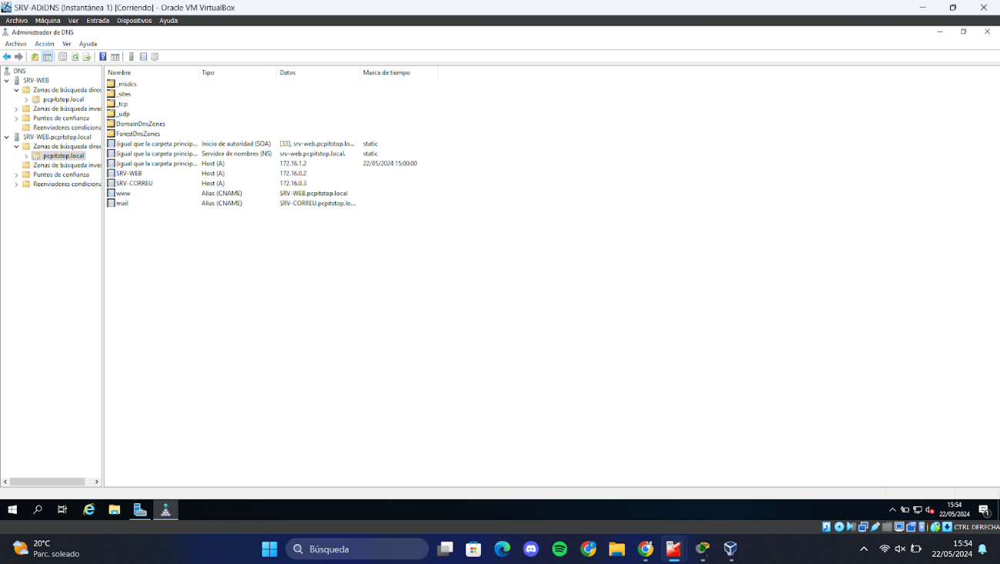 SRV-ADiDNS (Instantánea 1) [Corriendo] - Oracle VM VirtualBox
Archivo Máquina Ver Entrada Dispositivos Ayuda
Administrador de DNS
Archivo Acción Ver Ayuda
DNS
SRV-WEB
Zonas de búsqueda direc
pcpitstop.local
Zonas de búsqueda inve
Puntos de confianza
Reenviadores condiciona
SRV-WEB.pcpitstop.local
Zonas de búsqueda direc
pcpitstop.local
Zonas de búsqueda inve
Puntos de confianza
Reenviadores condiciona
Nombre Tipo Datos Marca de tiempo
_msdcs
_sites
_tcp
_udp
DomainDnsZones
ForestDnsZones
(igual que la carpeta princip... Inicio de autoridad (SOA) [33], srv-web.pcpitstop.lo... static
(igual que la carpeta princip... Servidor de nombres (NS) srv-web.pcpitstop.local. static
(igual que la carpeta princip... Host (A) 172.16.1.2 22/05/2024 15:00:00
SRV-WEB Host (A) 172.16.0.2
SRV-CORREU Host (A) 172.16.0.3
www Alias (CNAME) SRV-WEB.pcpitstop.local
mail Alias (CNAME) SRV-CORREU.pcpitstop.lo...
15:54
22/05/2024
1
CTRL DERECHA
20°C
Parc. soleado
Búsqueda
15:54
22/05/2024